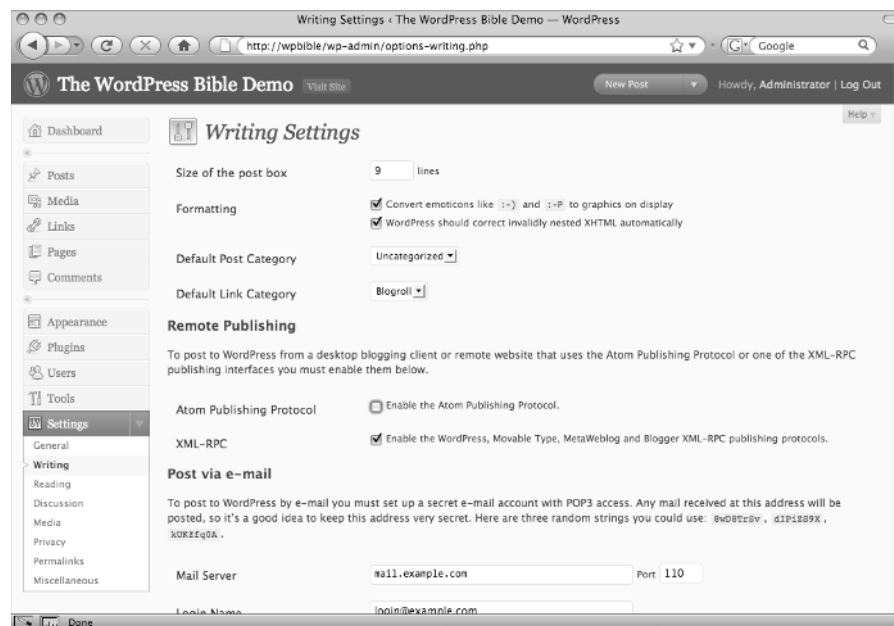 Writing Settings ‹ The WordPress Bible Demo — WordPress
http://wpbible/wp-admin/options-writing.php
Google
The WordPress Bible Demo Visit Site
New Post
Howdy, Administrator | Log Out
Help
Dashboard
Posts
Media
Links
Pages
Comments
Appearance
Plugins
Users
Tools
Settings
General
Writing
Reading
Discussion
Media
Privacy
Permalinks
Miscellaneous
Writing Settings
Size of the post box 9 lines
Formatting
Convert emoticons like :-) and :-P to graphics on display
WordPress should correct invalidly nested XHTML automatically
Default Post Category Uncategorized
Default Link Category Blogroll
Remote Publishing
To post to WordPress from a desktop blogging client or remote website that uses the Atom Publishing Protocol or one of the XML-RPC
publishing interfaces you must enable them below.
Atom Publishing Protocol Enable the Atom Publishing Protocol.
XML-RPC Enable the WordPress, Movable Type, MetaWeblog and Blogger XML-RPC publishing protocols.
Post via e-mail
To post to WordPress by e-mail you must set up a secret e-mail account with POP3 access. Any mail received at this address will be
posted, so it's a good idea to keep this address very secret. Here are three random strings you could use: , ,
.
Mail Server mail.example.com Port 110
Login Name login@example.com
Done